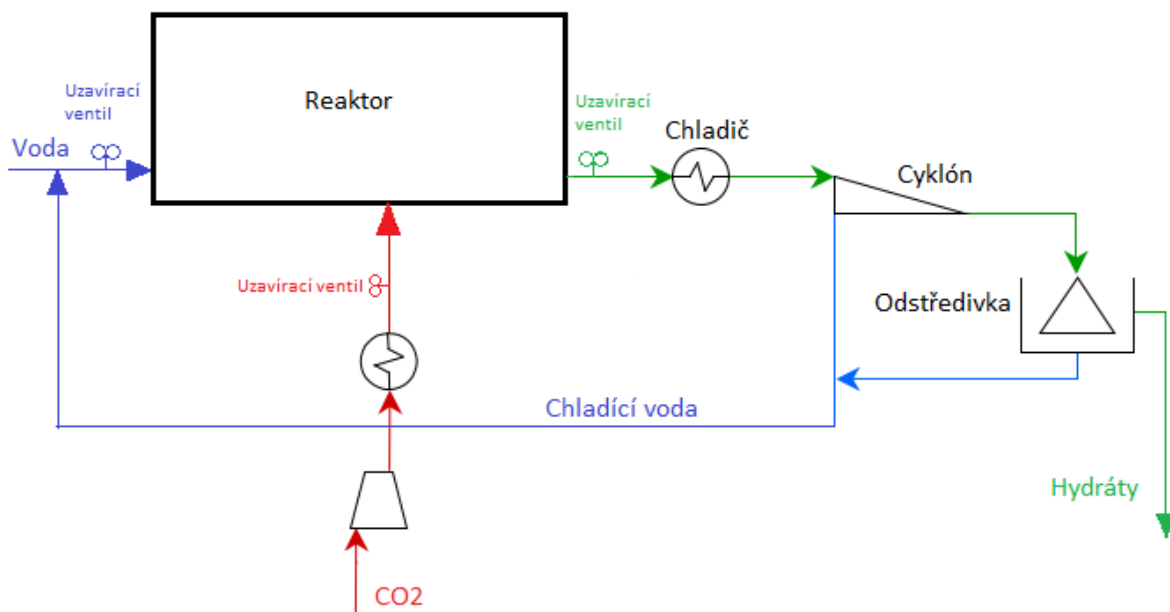 Reaktor
Uzavírací
ventil
Voda
Uzavírací
ventil
Chladič
Cyklón
Uzavírací ventil
Odstředivka
Chladící voda
Hydráty
CO2